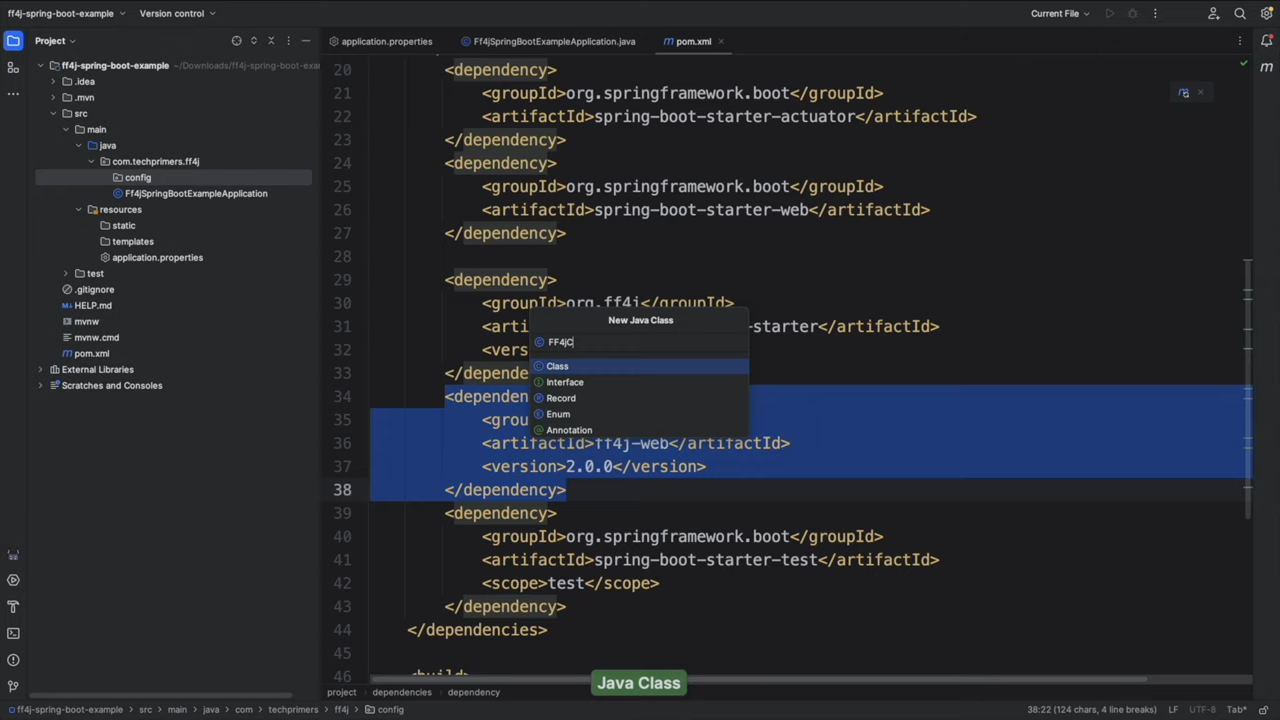 ff4j-spring-boot-example
Version control
Current File
Project
application.properties
Ff4jSpringBootExampleApplication.java
pom.xml
ff4j-spring-boot-example ~/Downloads/ff4j-spring-boot-exa
.idea
.mvn
src
main
java
com.techprimers.ff4j
config
Ff4jSpringBootExampleApplication
resources
static
templates
application.properties
test
.gitignore
HELP.md
mvnw
mvnw.cmd
pom.xml
External Libraries
Scratches and Consoles
20 <dependency>
21 <groupId>org.springframework.boot</groupId>
22 <artifactId>spring-boot-starter-actuator</artifactId>
23 </dependency>
24 <dependency>
25 <groupId>org.springframework.boot</groupId>
26 <artifactId>spring-boot-starter-web</artifactId>
27 </dependency>
28
29 <dependency>
30 <groupId>org.ff4j</groupId>
31 <arti -starter</artifactId>
32 <vers
33 </depende
34 <dependen
35 <grou
36 <artifactId>ff4j-web</artifactId>
37 <version>2.0.0</version>
38 </dependency>
39 <dependency>
40 <groupId>org.springframework.boot</groupId>
41 <artifactId>spring-boot-starter-test</artifactId>
42 <scope>test</scope>
43 </dependency>
44 </dependencies>
45
46 <build>
New Java Class
FF4jC
Class
Interface
Record
Enum
Annotation
Java Class
project > dependencies > dependency
ff4j-spring-boot-example > src > main > java > com > techprimers > ff4j > config
38:22 (124 chars, 4 line breaks) LF UTF-8 Tab*